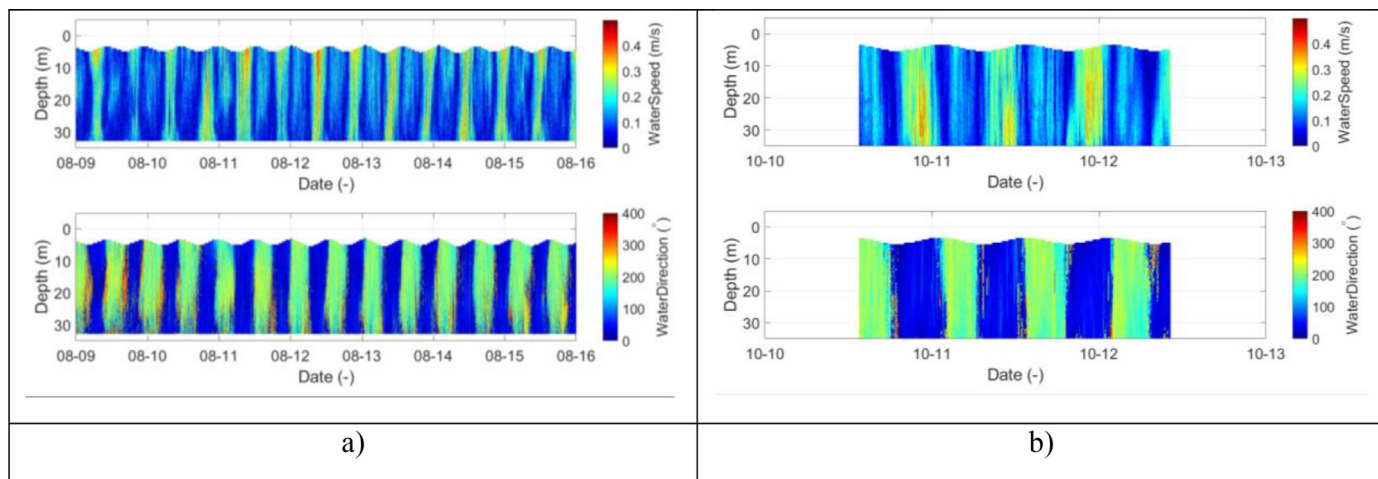 0
10
20
30
Depth (m)
08-09 08-10 08-11 08-12 08-13 08-14 08-15 08-16
Date (-)
0.4
0.3
0.2
0.1
0
WaterSpeed (m/s)
0
10
20
30
Depth (m)
08-09 08-10 08-11 08-12 08-13 08-14 08-15 08-16
Date (-)
400
300
200
100
0
WaterDirection (°)
a)
0
10
20
30
Depth (m)
10-10 10-11 10-12 10-13
Date (-)
0.4
0.3
0.2
0.1
0
WaterSpeed (m/s)
0
10
20
30
Depth (m)
10-10 10-11 10-12 10-13
Date (-)
400
300
200
100
0
WaterDirection (°)
b)